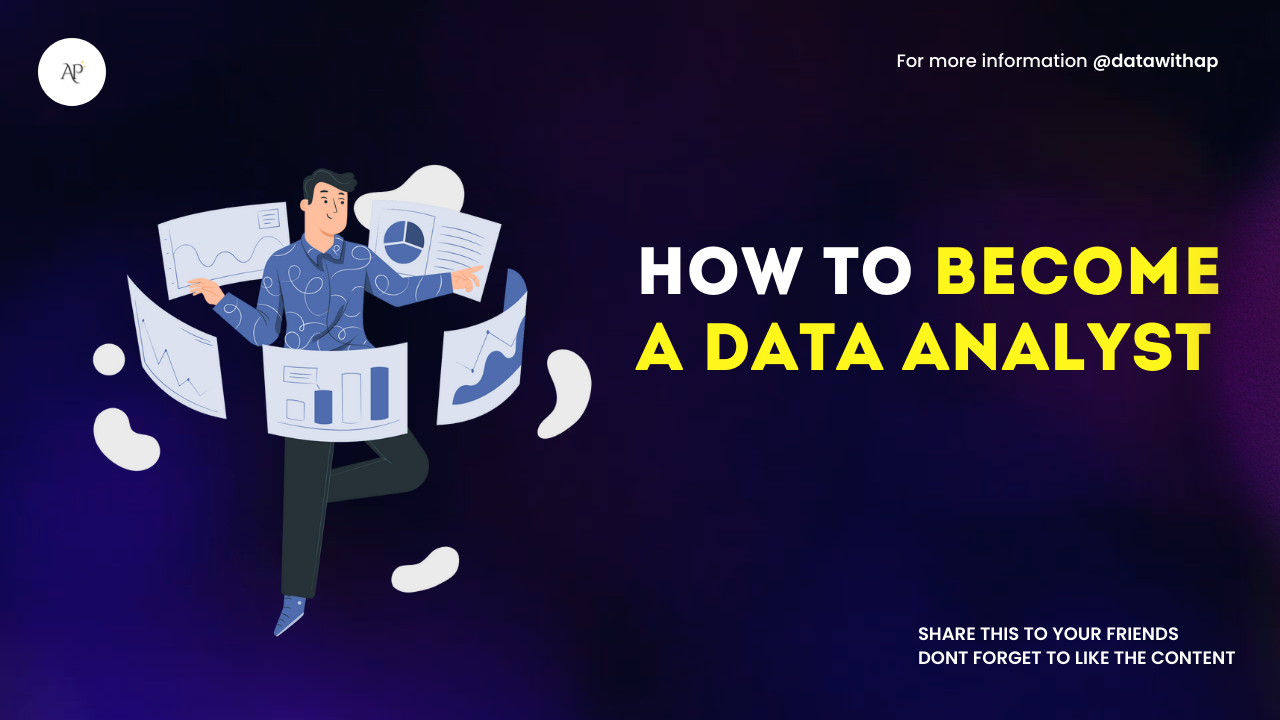 AP
For more information @datawithap
HOW TO BECOME
A DATA ANALYST
SHARE THIS TO YOUR FRIENDS
DONT FORGET TO LIKE THE CONTENT